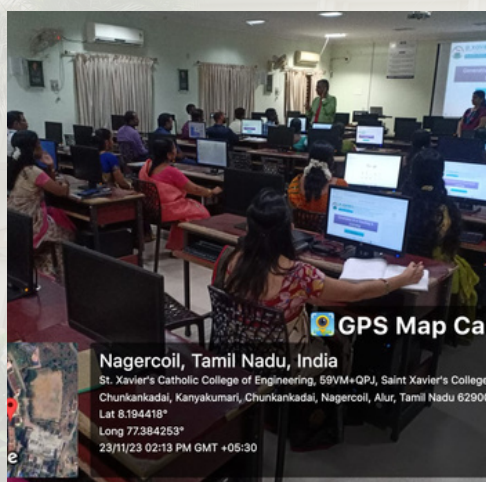 GPS Map Ca
Nagercoil, Tamil Nadu, India
St. Xavier's Catholic College of Engineering, 59VM+QPJ, Saint Xavier's College
Chunkankadai, Kanyakumari, Chunkankadai, Nagercoil, Alur, Tamil Nadu 62900
Lat 8.194418°
Long 77.384253°
23/11/23 02:13 PM GMT +05:30
e